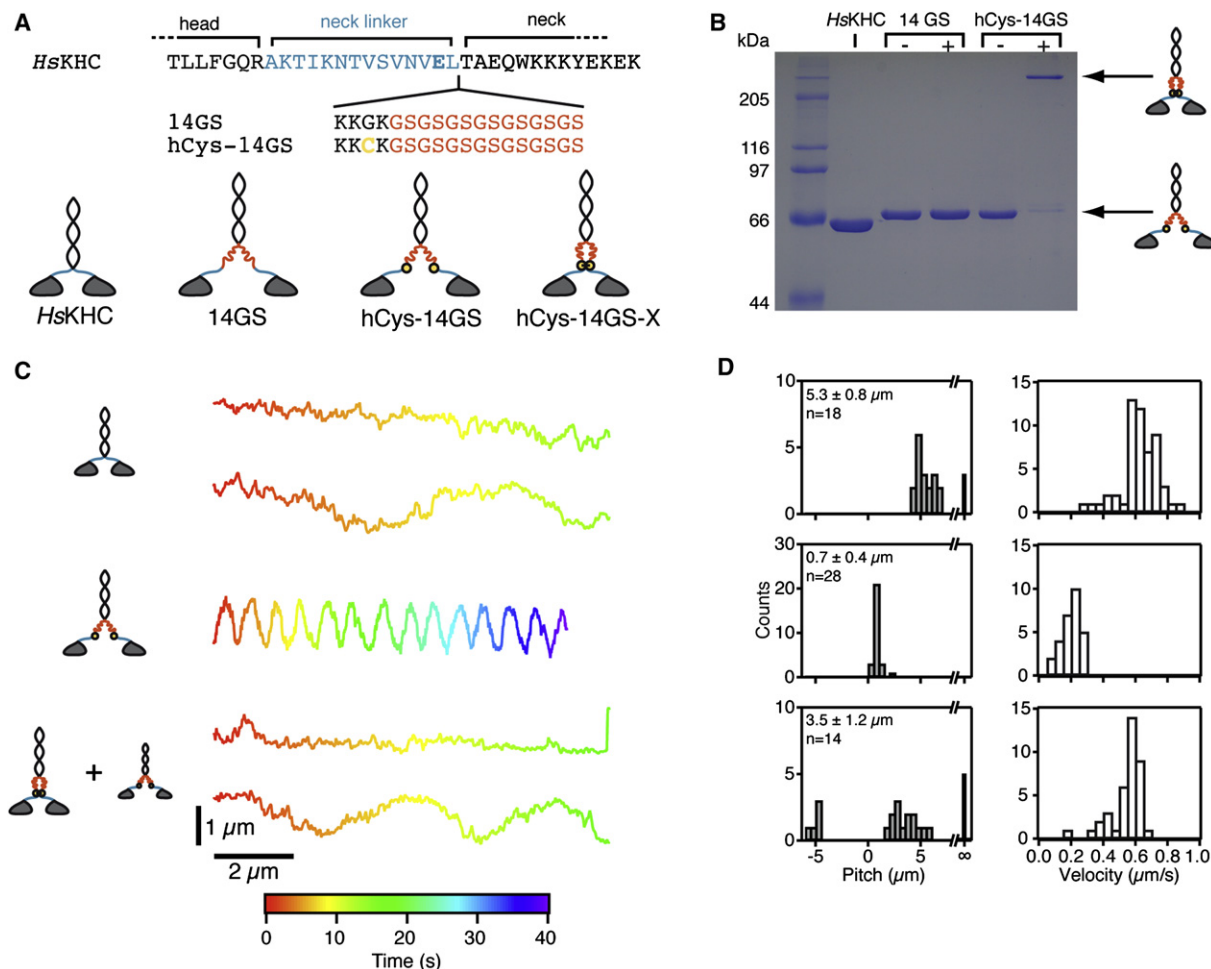 A
head
neck linker
neck
HsKHC
TLLFGQRAKTIKNTVSVNVELTAEQWKKKYEKEK
14GS
KKGKGSGSGSGSGSGSGS
hCys-14GS
KKCKGSGSGSGSGSGSGS
HsKHC
14GS
hCys-14GS
hCys-14GS-X
B
HsKHC
14 GS
hCys-14GS
kDa
-
+
-
+
205
116
97
66
44
C
+
1 μm
2 μm
0
10
20
30
40
Time (s)
D
10
5.3 ± 0.8 μm
n=18
5
0
15
10
5
0
30
0.7 ± 0.4 μm
n=28
20
10
0
Counts
15
10
5
0
10
3.5 ± 1.2 μm
n=14
5
0
-5
0
5
∞
Pitch (μm)
15
10
5
0
0.0
0.2
0.4
0.6
0.8
1.0
Velocity (μm/s)